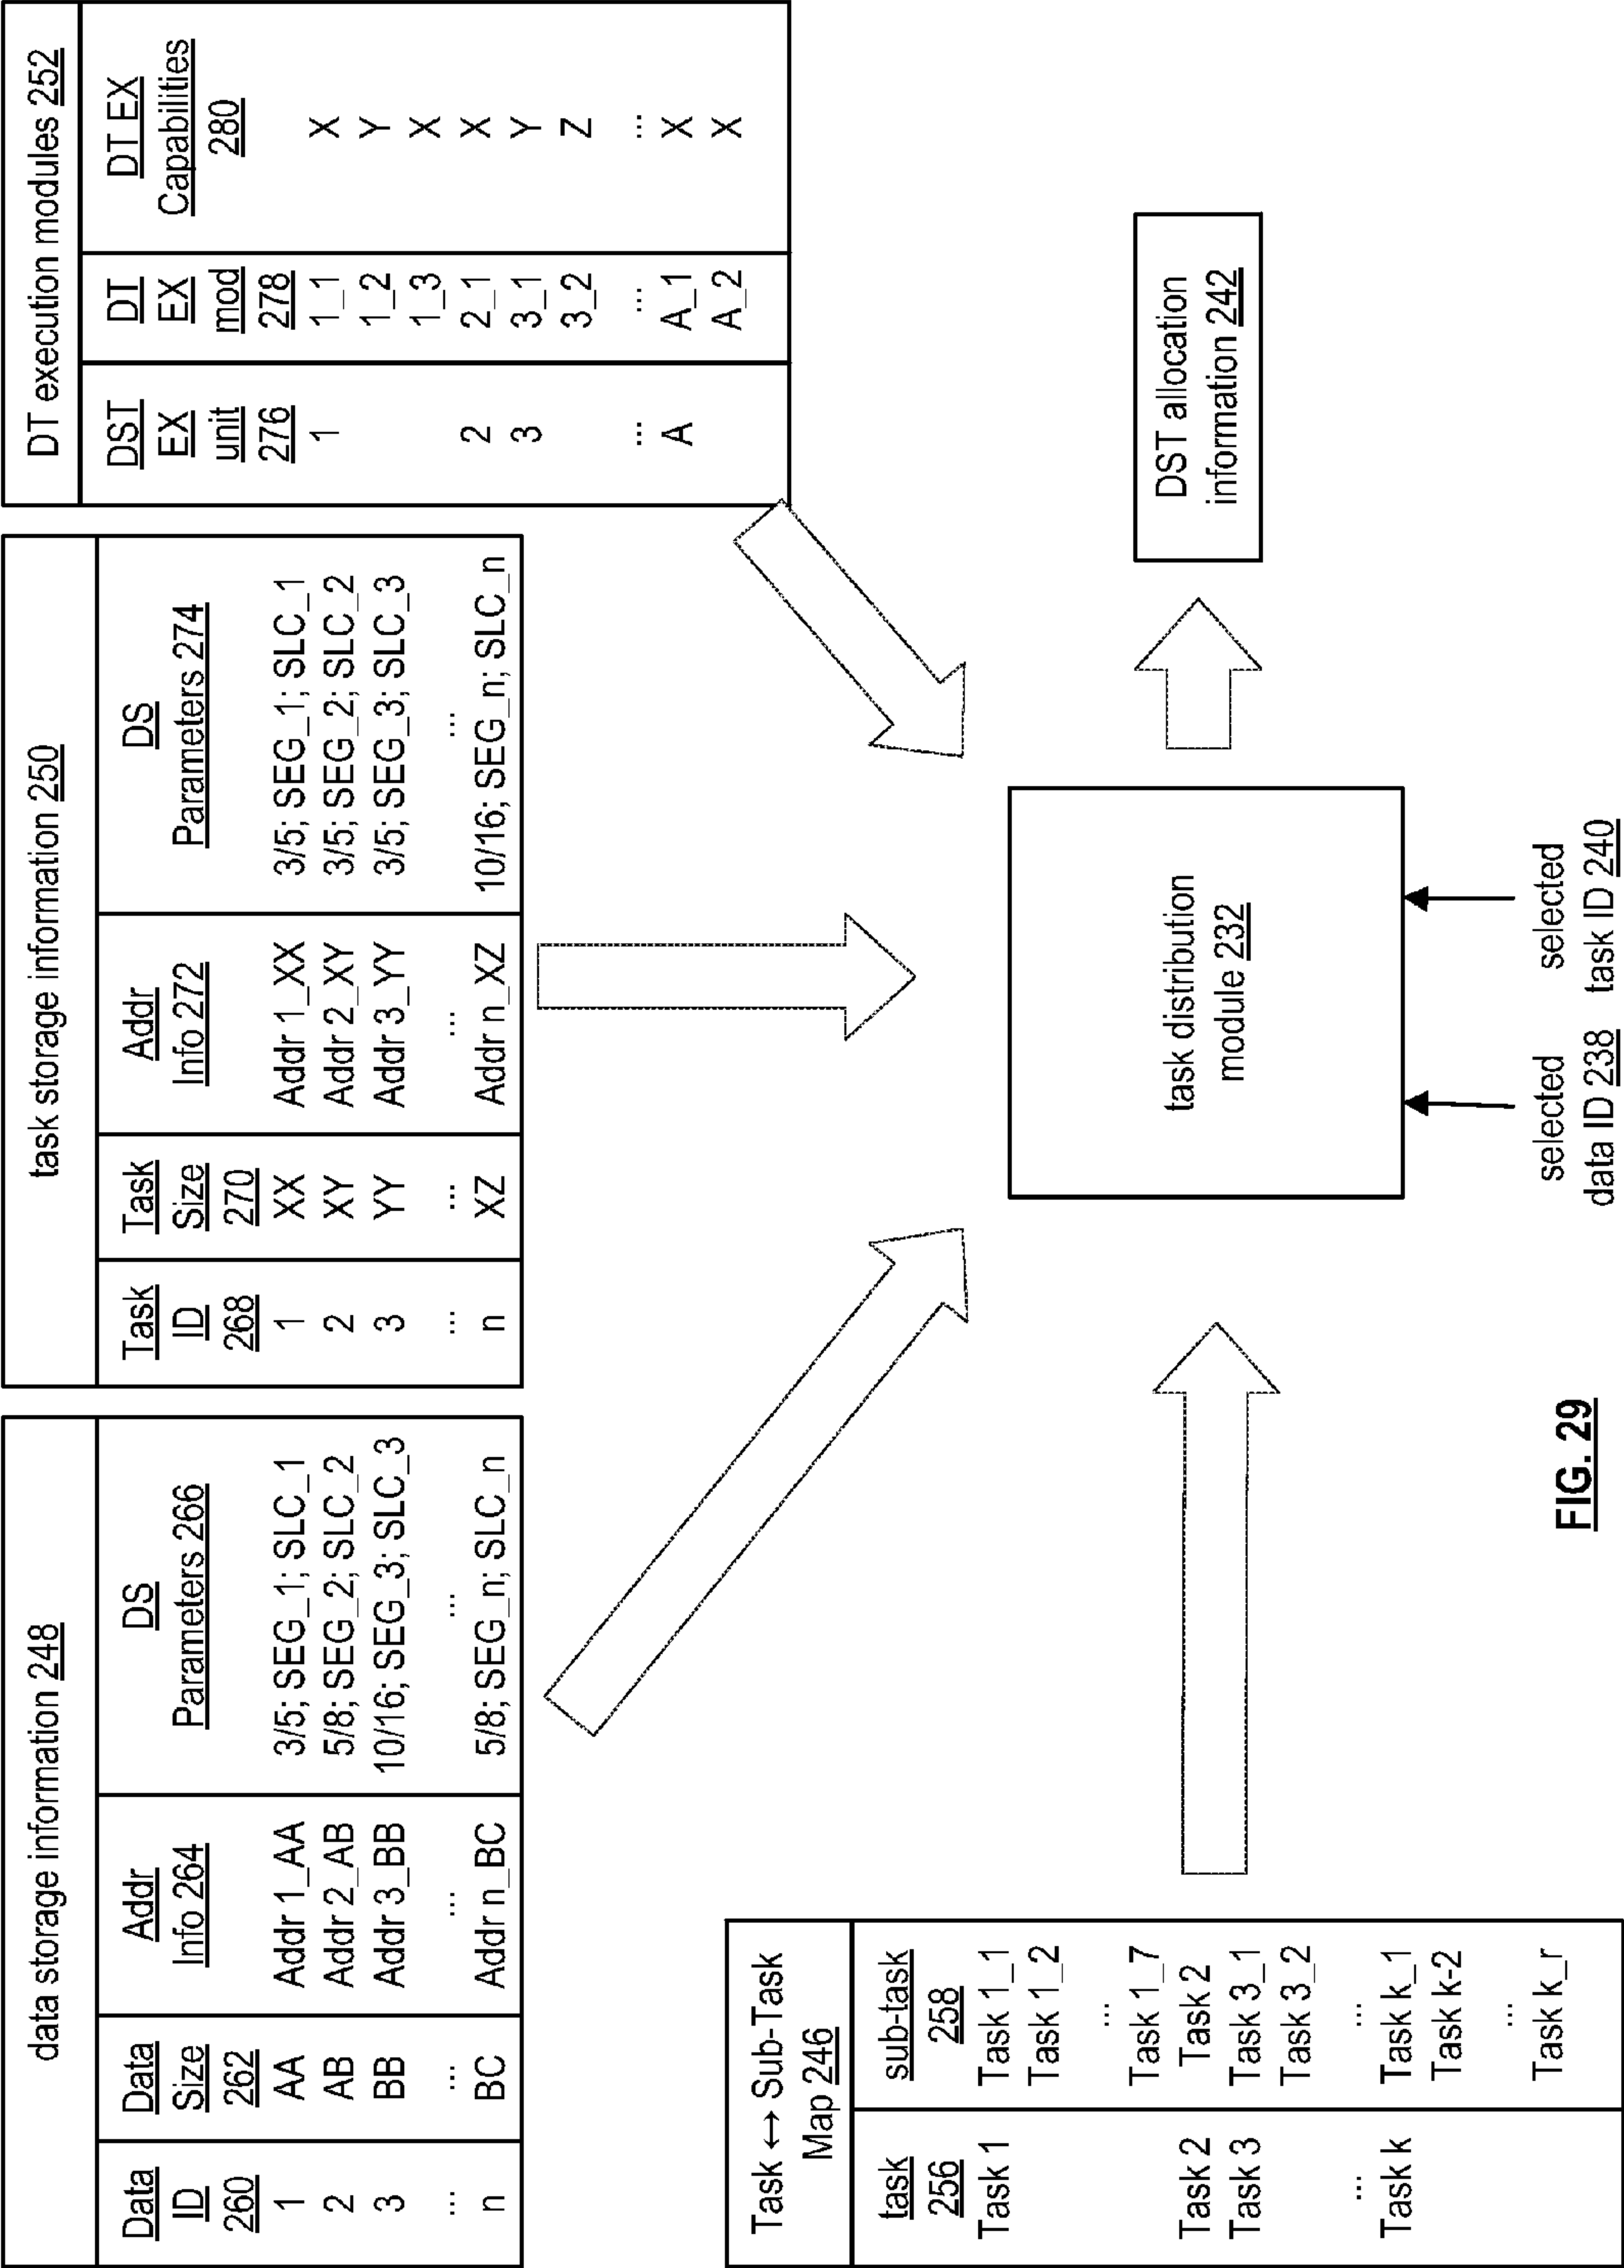 data storage information 248
Data ID 260 | Data Size 262 | Addr Info 264 | DS Parameters 266
1 | AA | Addr 1_AA | 3/5; SEG_1; SLC_1
2 | AB | Addr 2_AB | 5/8; SEG_2; SLC_2
3 | BB | Addr 3_BB | 10/16; SEG_3; SLC_3
... | ... | ... | ...
n | BC | Addr n_BC | 5/8; SEG_n; SLC_n
task storage information 250
Task ID 268 | Task Size 270 | Addr Info 272 | DS Parameters 274
1 | XX | Addr 1_XX | 3/5; SEG_1; SLC_1
2 | XY | Addr 2_XY | 3/5; SEG_2; SLC_2
3 | YY | Addr 3_YY | 3/5; SEG_3; SLC_3
... | ... | ... | ...
n | XZ | Addr n_XZ | 10/16; SEG_n; SLC_n
DT execution modules 252
DST EX unit 276 | DT EX mod 278 | DT EX Capabilities 280
1 | 1_1 | X
1_2 | Y
1_3 | X
2 | 2_1 | X
3 | 3_1 | Y
3_2 | Z
... | ... | ...
A | A_1 | X
A_2 | X
Task ↔ Sub-Task
Map 246
task 256 | sub-task 258
Task 1 | Task 1_1
Task 1_2
...
Task 1_7
Task 2 | Task 2
Task 3 | Task 3_1
Task 3_2
... | ...
Task k | Task k_1
Task k-2
...
Task k_r
task distribution
module 232
selected
data ID 238
selected
task ID 240
DST allocation
information 242
FIG. 29